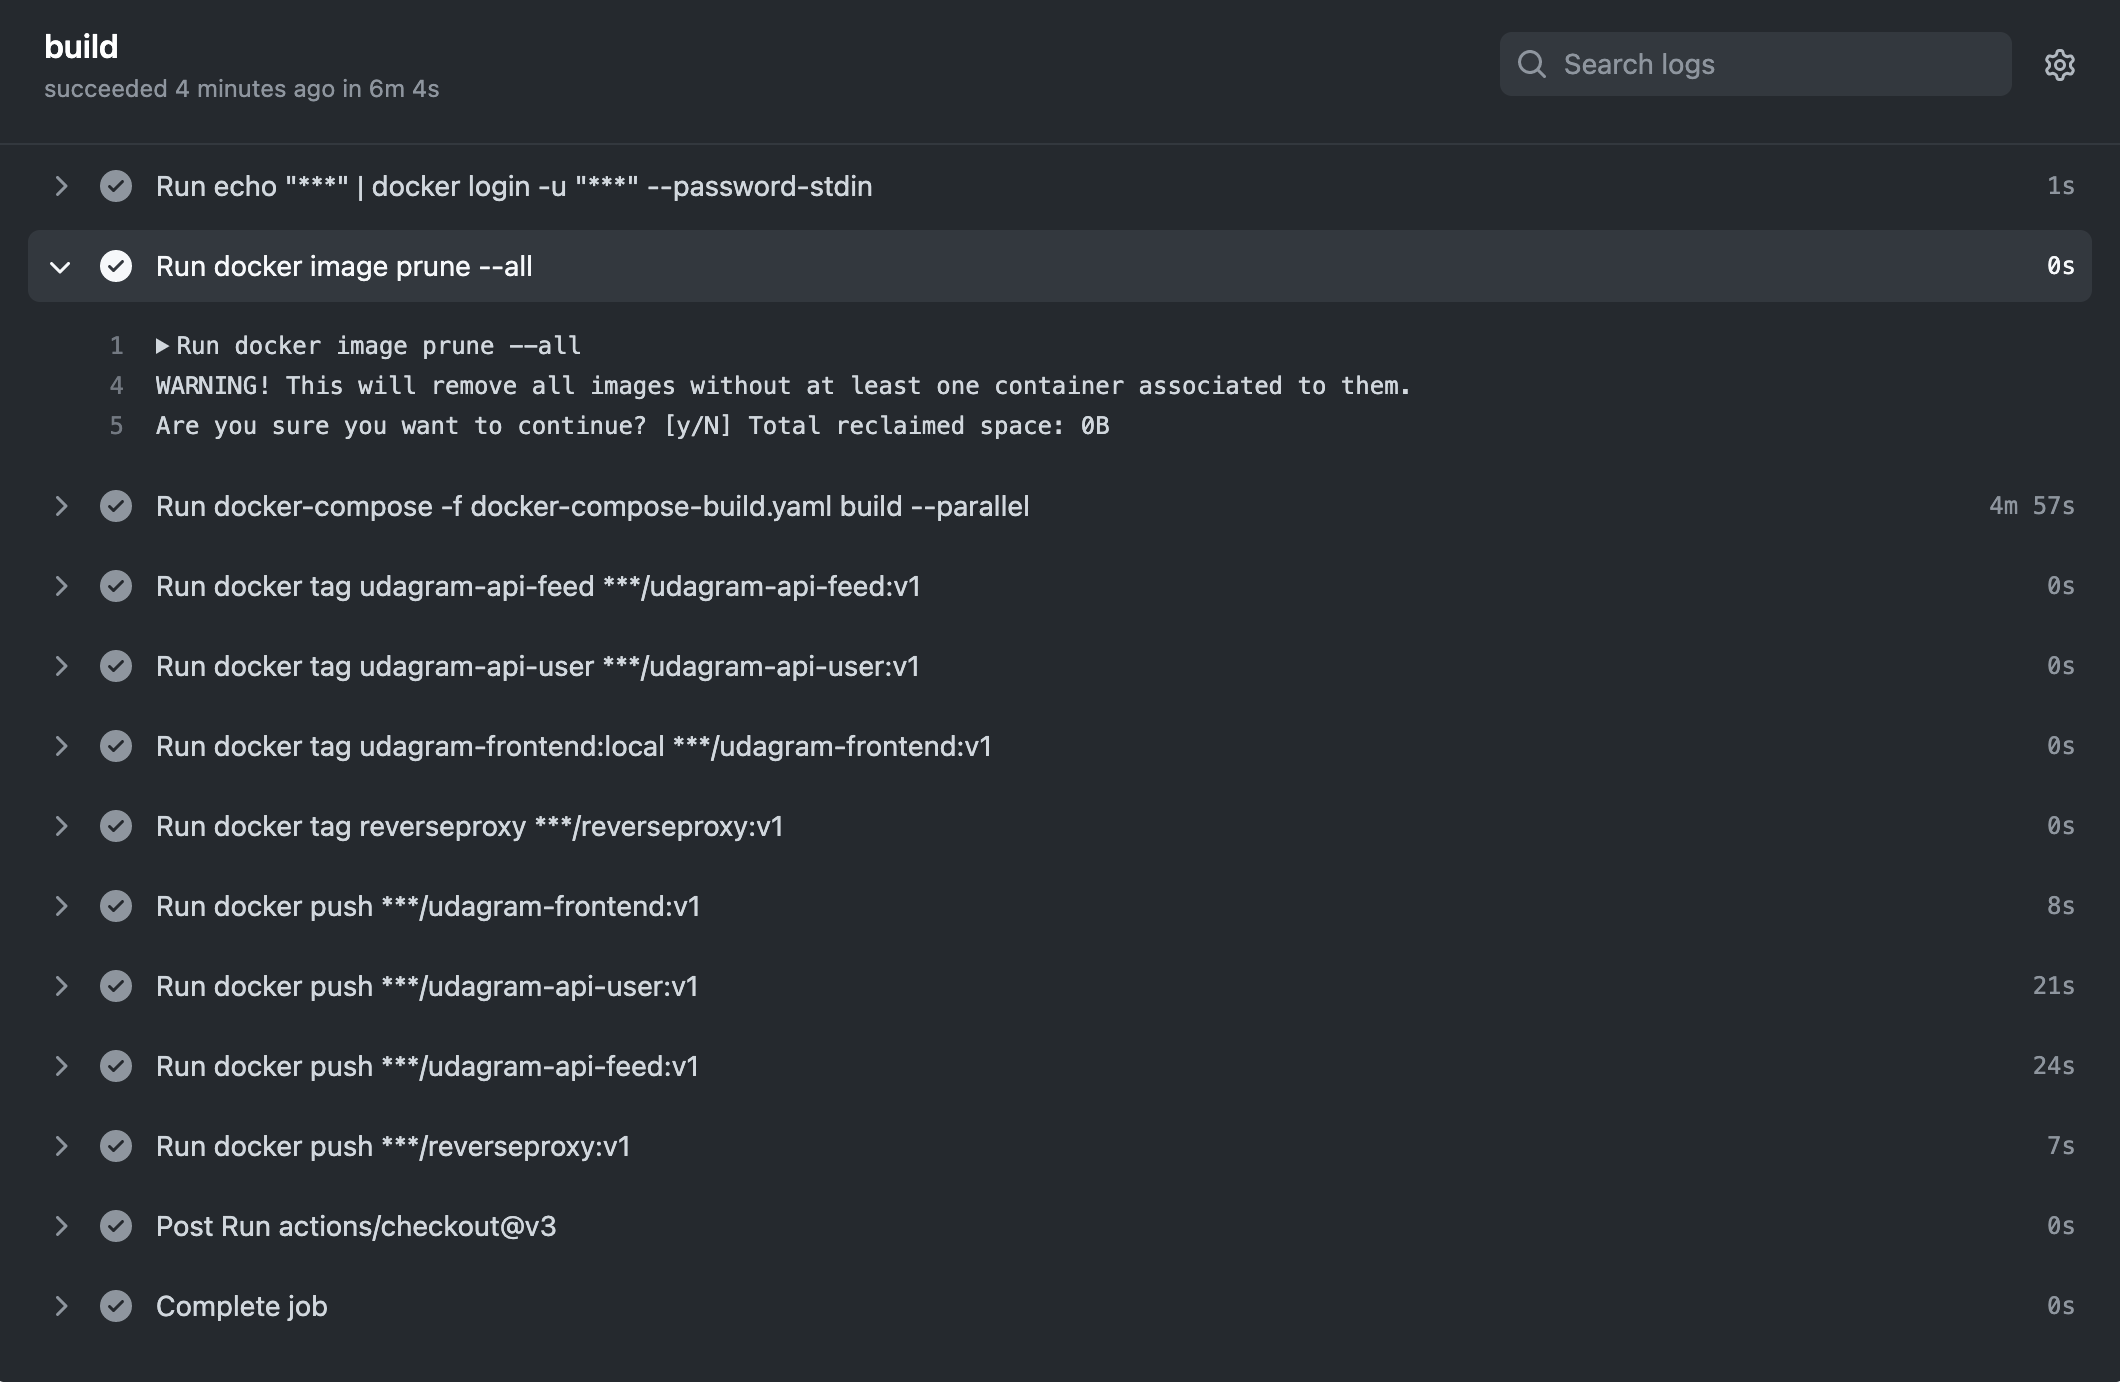 build
succeeded 4 minutes ago in 6m 4s
Search logs
Run echo "***" | docker login -u "***" --password-stdin 1s
Run docker image prune --all 0s
1 Run docker image prune --all
4 WARNING! This will remove all images without at least one container associated to them.
5 Are you sure you want to continue? [y/N] Total reclaimed space: 0B
Run docker-compose -f docker-compose-build.yaml build --parallel 4m 57s
Run docker tag udagram-api-feed ***/udagram-api-feed:v1 0s
Run docker tag udagram-api-user ***/udagram-api-user:v1 0s
Run docker tag udagram-frontend:local ***/udagram-frontend:v1 0s
Run docker tag reverseproxy ***/reverseproxy:v1 0s
Run docker push ***/udagram-frontend:v1 8s
Run docker push ***/udagram-api-user:v1 21s
Run docker push ***/udagram-api-feed:v1 24s
Run docker push ***/reverseproxy:v1 7s
Post Run actions/checkout@v3 0s
Complete job 0s